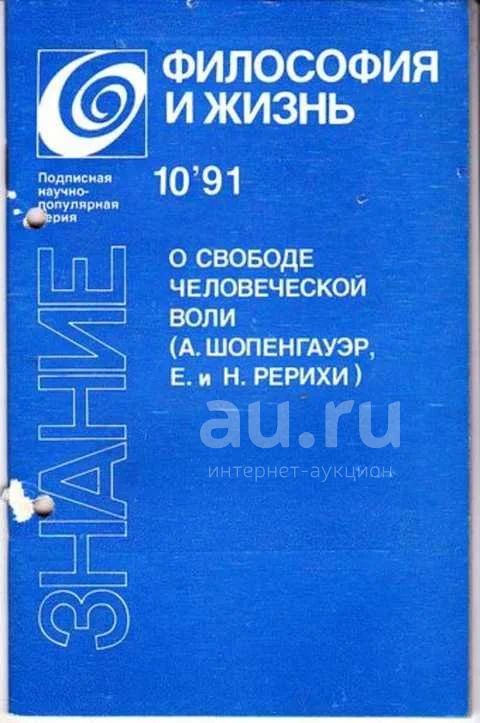 ФИЛОСОФИЯ
И ЖИЗНЬ
Подписная
научно-
популярная
серия
10'91
ЗНАНИЕ
О СВОБОДЕ
ЧЕЛОВЕЧЕСКОЙ
ВОЛИ
(А. ШОПЕНГАУЭР,
Е. и Н. РЕРИХИ)
au.ru
интернет-аукцион